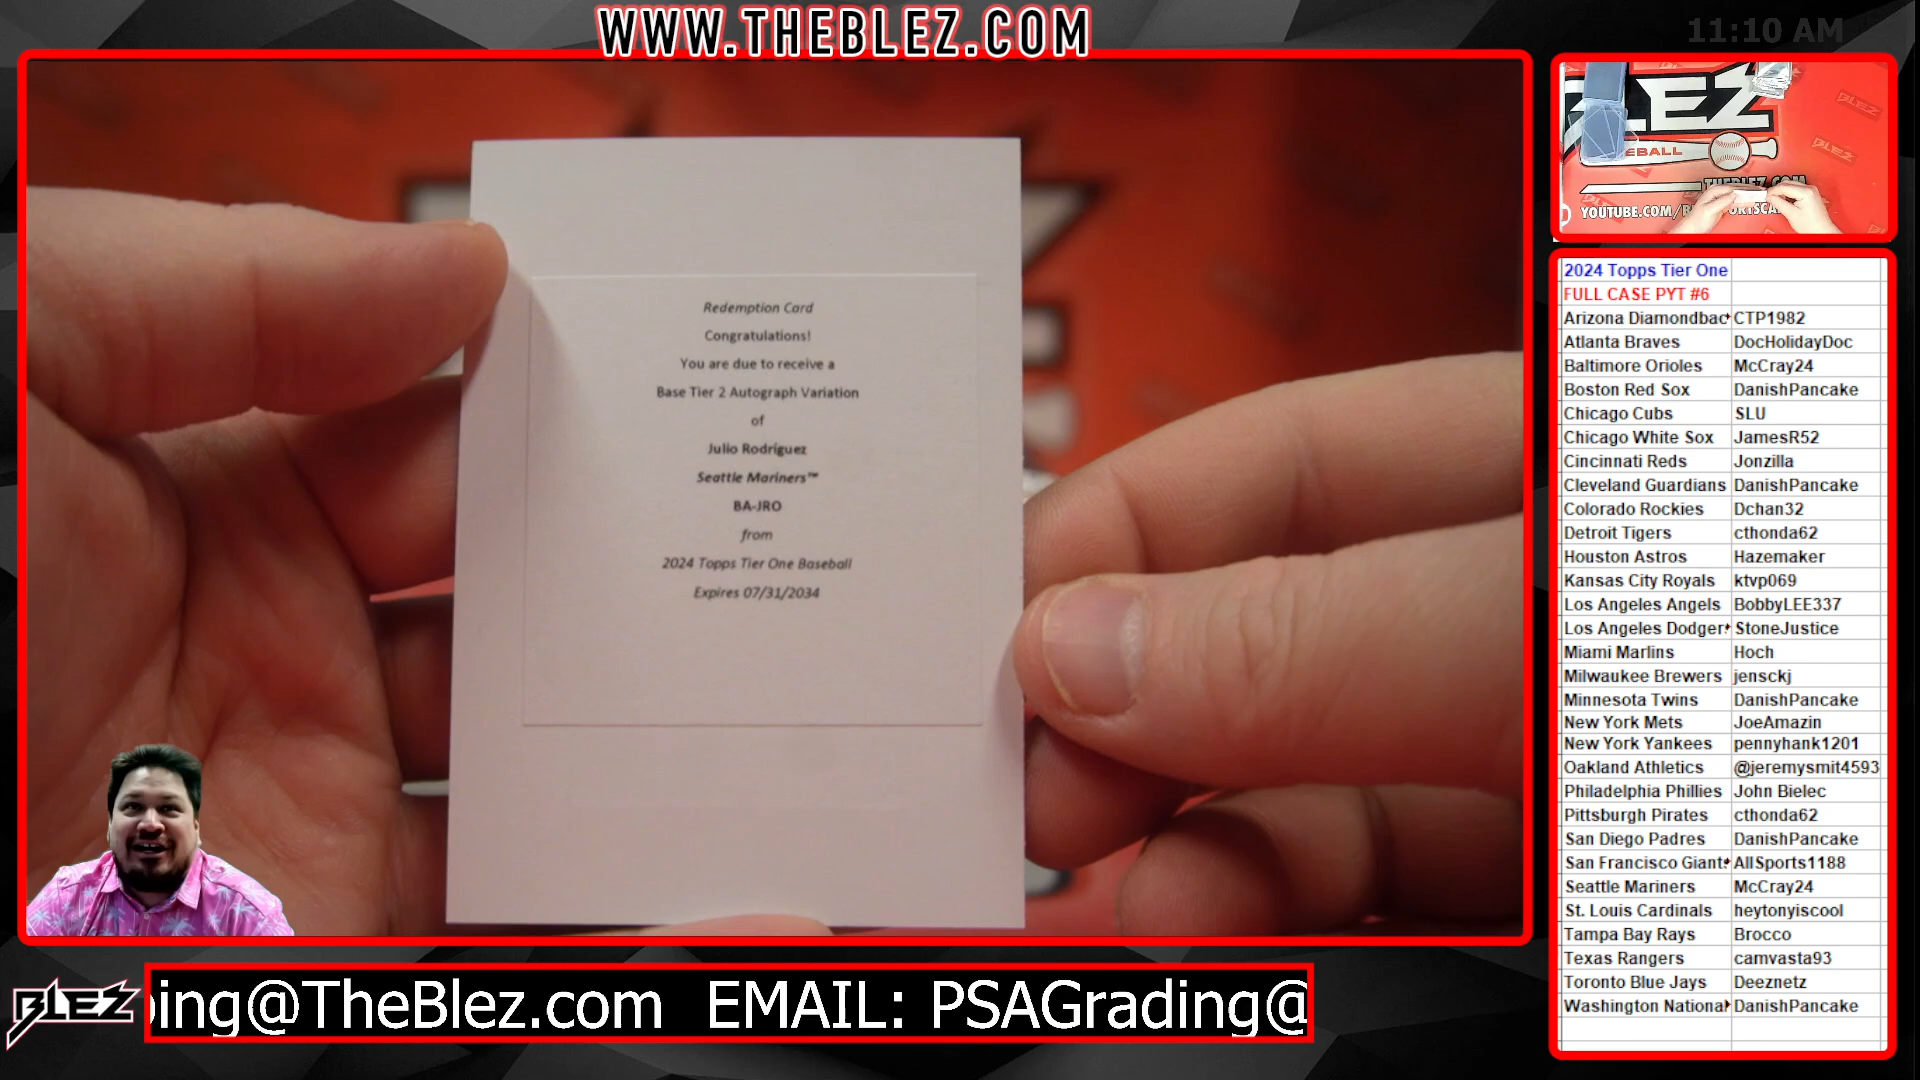 WWW.THEBLEZ.COM
11:10 AM
Redemption Card
Congratulations!
You are due to receive a
Base Tier 2 Autograph Variation
of
Julio Rodríguez
Seattle Mariners™
BA-JRO
from
2024 Topps Tier One Baseball
Expires 07/31/2034
BLEZ
EBALL
BLEZ
BLEZ
THEBLEZ.COM
YOUTUBE.COM/
2024 Topps Tier One
FULL CASE PYT #6
Arizona Diamondbac CTP1982
Atlanta Braves DocHolidayDoc
Baltimore Orioles McCray24
Boston Red Sox DanishPancake
Chicago Cubs SLU
Chicago White Sox JamesR52
Cincinnati Reds Jonzilla
Cleveland Guardians DanishPancake
Colorado Rockies Dchan32
Detroit Tigers cthonda62
Houston Astros Hazemaker
Kansas City Royals ktvp069
Los Angeles Angels BobbyLEE337
Los Angeles Dodger StoneJustice
Miami Marlins Hoch
Milwaukee Brewers jensckj
Minnesota Twins DanishPancake
New York Mets JoeAmazin
New York Yankees pennyhank1201
Oakland Athletics @jeremysmit4593
Philadelphia Phillies John Bielec
Pittsburgh Pirates cthonda62
San Diego Padres DanishPancake
San Francisco Giant AllSports1188
Seattle Mariners McCray24
St. Louis Cardinals heytonyiscool
Tampa Bay Rays Brocco
Texas Rangers camvasta93
Toronto Blue Jays Deeznetz
Washington National DanishPancake
BLEZ
ping@TheBlez.com EMAIL: PSAGrading@